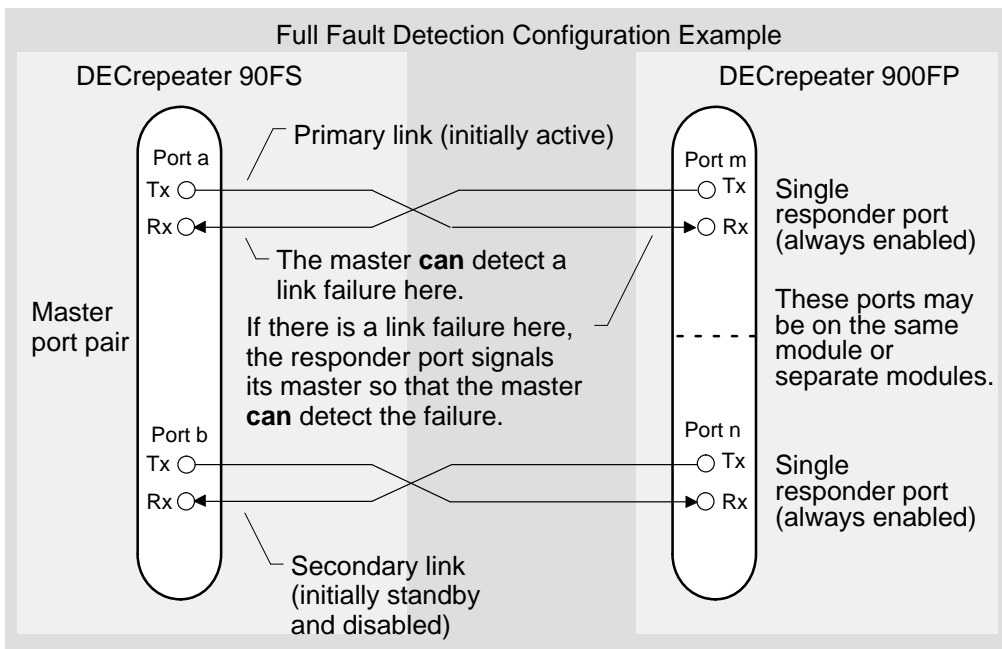 Full Fault Detection Configuration Example
DECrepeater 90FS
DECrepeater 900FP
Primary link (initially active)
Port a
Tx
Rx
Port m
Tx
Rx
Single
responder port
(always enabled)
The master can detect a
link failure here.
Master
port pair
If there is a link failure here,
the responder port signals
its master so that the master
can detect the failure.
These ports may
be on the same
module or
separate modules.
Port b
Tx
Rx
Port n
Tx
Rx
Single
responder port
(always enabled)
Secondary link
(initially standby
and disabled)